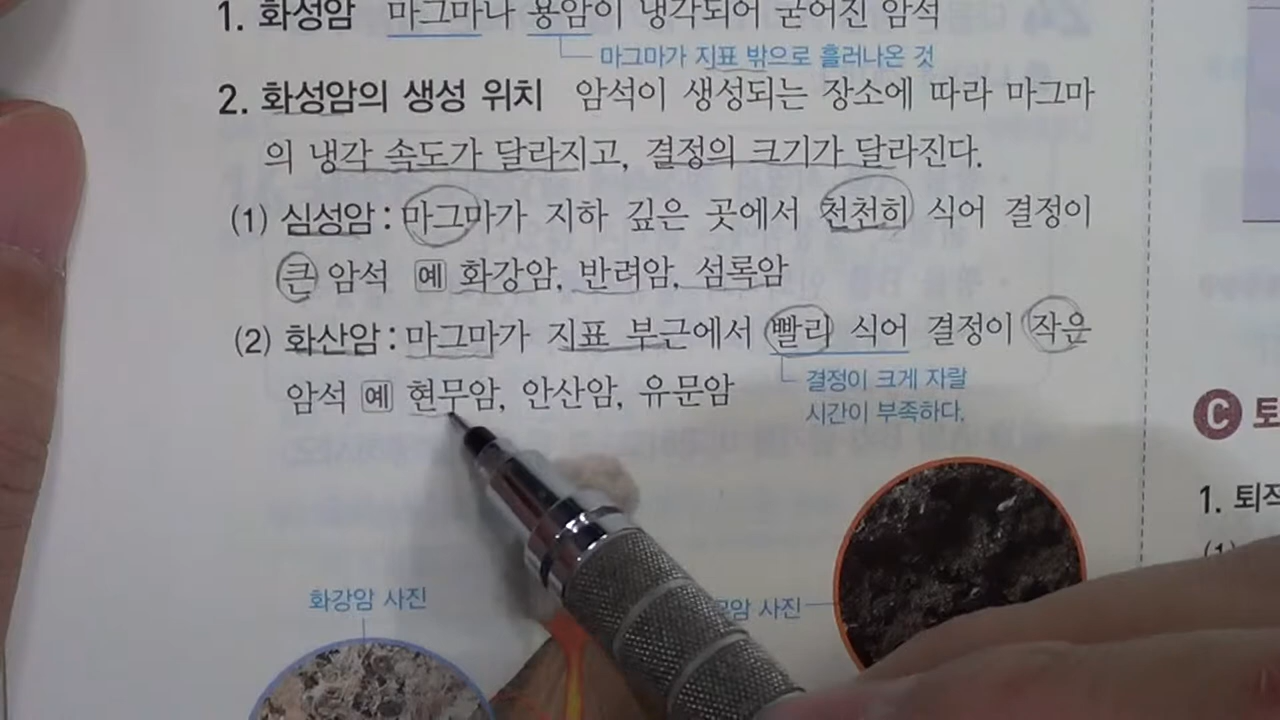 1. 화성암 마그마나 용암이 냉각되어 굳어진 암석
마그마가 지표 밖으로 흘러나온 것
2. 화성암의 생성 위치 암석이 생성되는 장소에 따라 마그마
의 냉각 속도가 달라지고, 결정의 크기가 달라진다.
(1) 심성암 : 마그마가 지하 깊은 곳에서 천천히 식어 결정이
큰 암석 예 화강암, 반려암, 섬록암
(2) 화산암 : 마그마가 지표 부근에서 빨리 식어 결정이 작은
암석 예 현무암, 안산암, 유문암
결정이 크게 자랄
시간이 부족하다.
화강암 사진
사진
C
1.